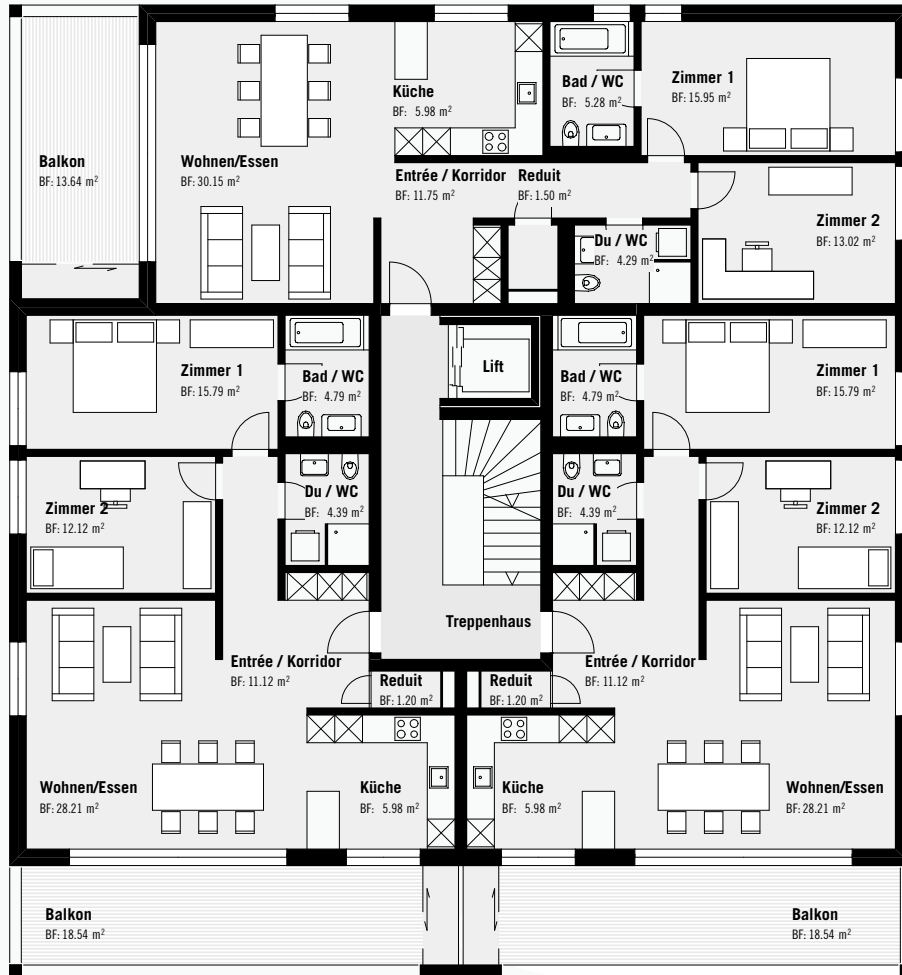 Küche
BF: 5.98 m²
Bad / WC
BF: 5.28 m²
Zimmer 1
BF: 15.95 m²
Balkon
BF: 13.64 m²
Wohnen/Essen
BF: 30.15 m²
Entrée / Korridor
BF: 11.75 m²
Reduit
BF: 1.50 m²
Zimmer 2
BF: 13.02 m²
Du / WC
BF: 4.29 m²
Zimmer 1
BF: 15.79 m²
Bad / WC
BF: 4.79 m²
Lift
Bad / WC
BF: 4.79 m²
Zimmer 1
BF: 15.79 m²
Zimmer 2
BF: 12.12 m²
Du / WC
BF: 4.39 m²
Du / WC
BF: 4.39 m²
Zimmer 2
BF: 12.12 m²
Treppenhaus
Entrée / Korridor
BF: 11.12 m²
Reduit
BF: 1.20 m²
Reduit
BF: 1.20 m²
Entrée / Korridor
BF: 11.12 m²
Wohnen/Essen
BF: 28.21 m²
Küche
BF: 5.98 m²
Küche
BF: 5.98 m²
Wohnen/Essen
BF: 28.21 m²
Balkon
BF: 18.54 m²
Balkon
BF: 18.54 m²